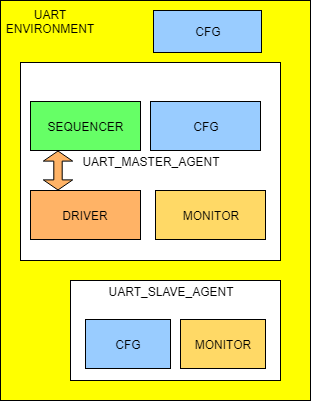 UART
ENVIRONMENT
CFG
SEQUENCER
CFG
UART_MASTER_AGENT
DRIVER
MONITOR
UART_SLAVE_AGENT
CFG
MONITOR